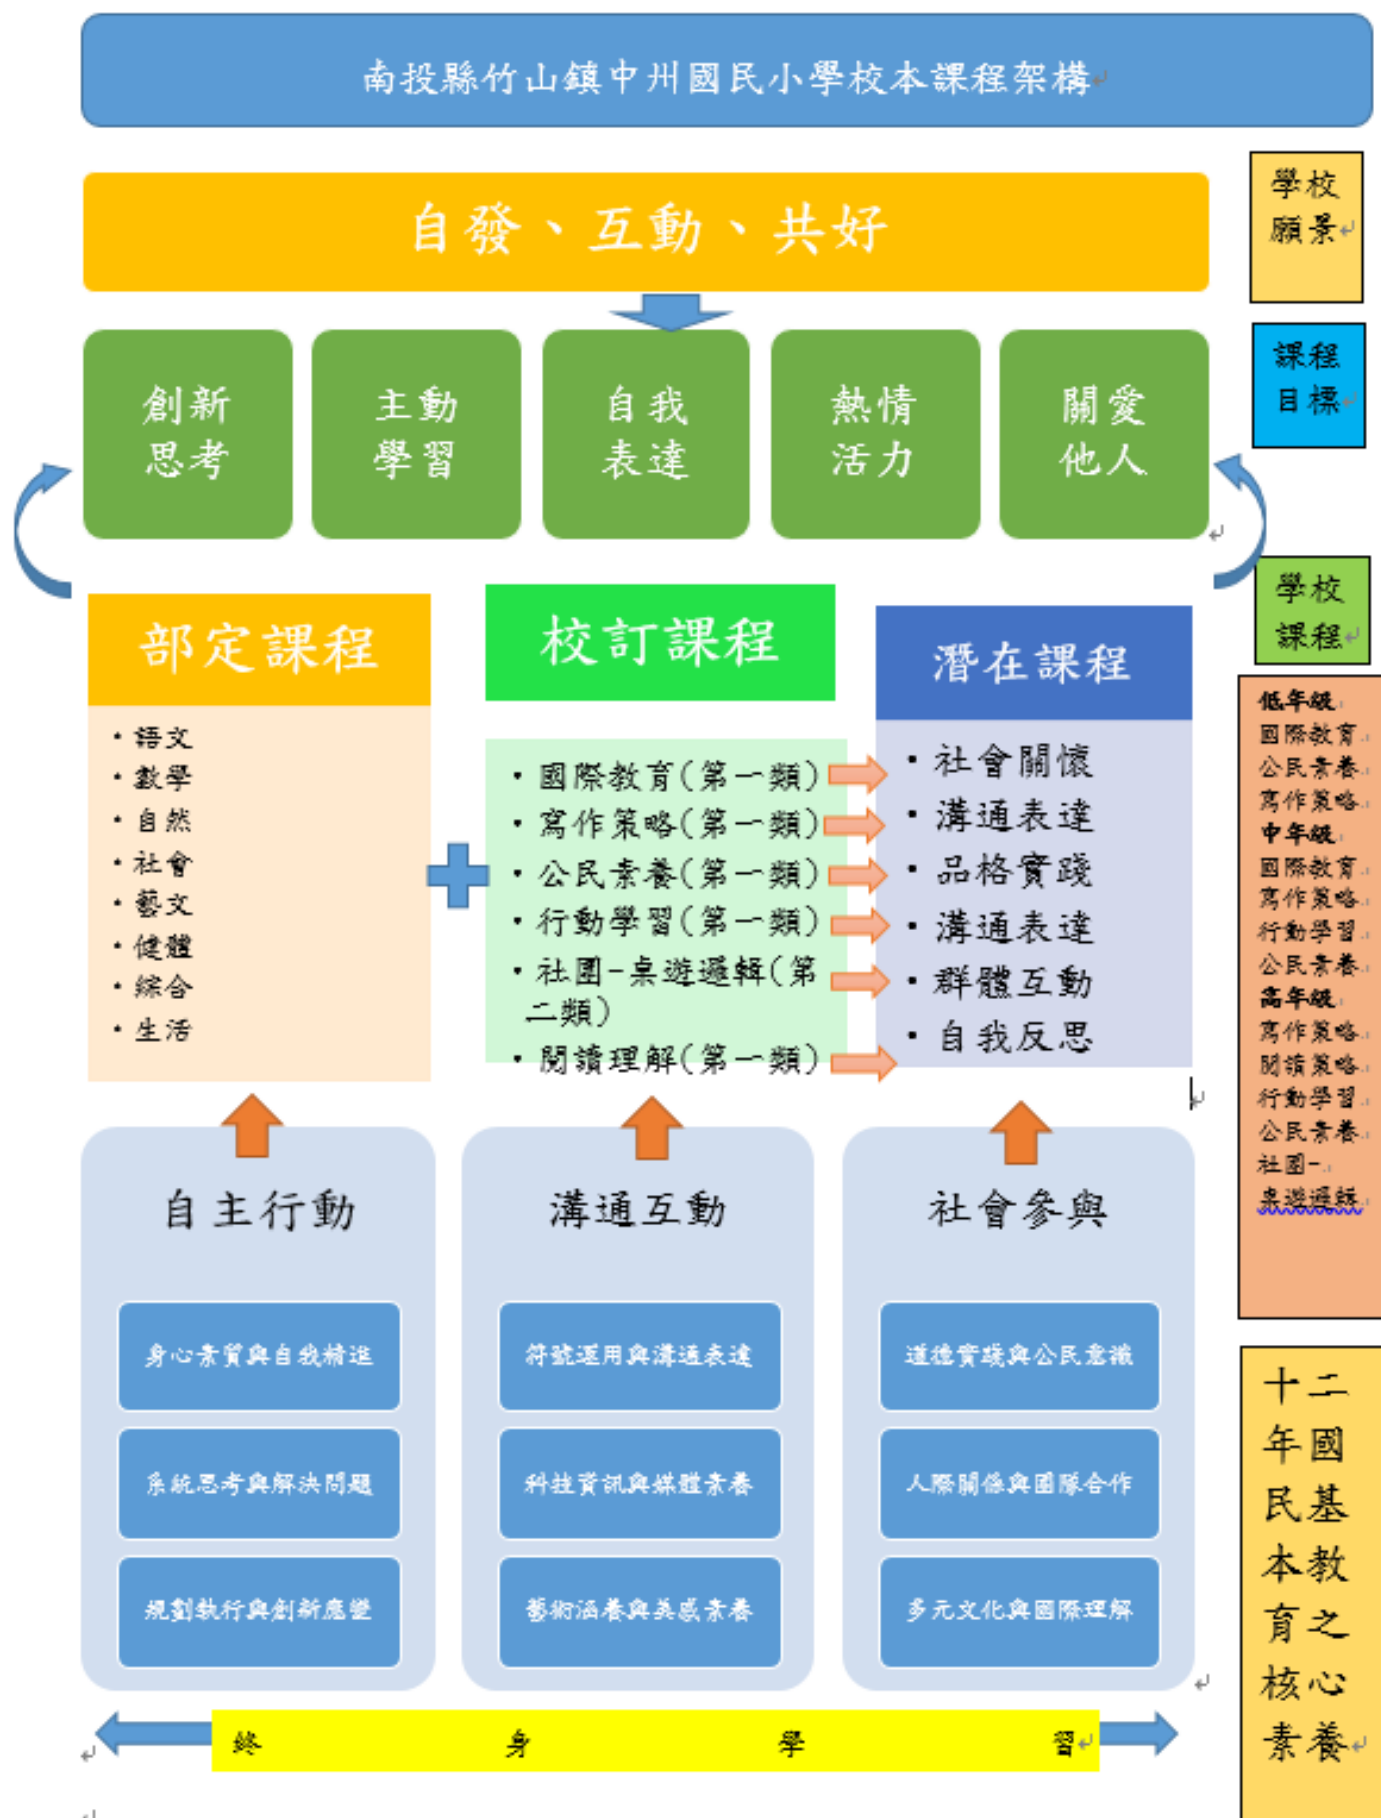 南投縣竹山鎮中州國民小學校本課程架構
自發、互動、共好
學校
願景
創新
思考
主動
學習
自我
表達
熱情
活力
關愛
他人
課程
目標
學校
課程
部定課程
• 語文
• 數學
• 自然
• 社會
• 藝文
• 健體
• 綜合
• 生活
校訂課程
• 國際教育(第一類)
• 寫作策略(第一類)
• 公民素養(第一類)
• 行動學習(第一類)
• 社團-桌遊邏輯(第
二類)
• 閱讀理解(第一類)
潛在課程
• 社會關懷
• 溝通表達
• 品格實踐
• 溝通表達
• 群體互動
• 自我反思
低年級
國際教育
公民素養
寫作策略
中年級
國際教育
寫作策略
行動學習
公民素養
高年級
寫作策略
閱讀策略
行動學習
公民素養
社團-
桌遊邏輯
自主行動
身心素質與自我精進
系統思考與解決問題
規劃執行與創新應變
溝通互動
符號運用與溝通表達
科技資訊與媒體素養
藝術涵養與美感素養
社會參與
道德實踐與公民意識
人際關係與團隊合作
多元文化與國際理解
十二
年國
民基
本教
育之
核心
素養
終身學習